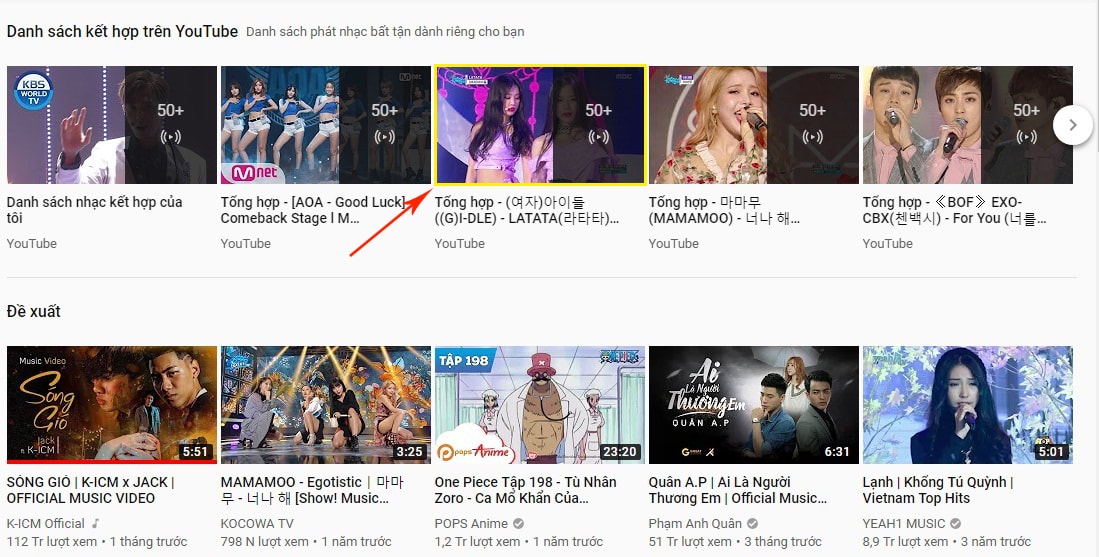 Danh sách kết hợp trên YouTube Danh sách phát nhạc bất tận dành riêng cho bạn
KBS WORLD TV
50+
Mnet
50+
50+
50+
50+
Danh sách nhạc kết hợp của
tôi
YouTube
Tổng hợp - [AOA - Good Luck]
Comeback Stage l M...
YouTube
Tổng hợp - (여자)아이들
((G)I-DLE) - LATATA(라타타)...
YouTube
Tổng hợp - 마마무
(MAMAMOO) - 너나 해...
YouTube
Tổng hợp - 《BOF》 EXO-
CBX(첸백시) - For You (너를...
YouTube
Đề xuất
Music Video
Sóng Gió
Jack
ft. K-ICM
5:51
3:25
TẬP 198
POPS Anime
23:20
Ai
Là Người
Thương Em
QUÂN A.P
6:31
5:01
SÓNG GIÓ | K-ICM x JACK |
OFFICIAL MUSIC VIDEO
K-ICM Official
112 Tr lượt xem • 1 tháng trước
MAMAMOO - Egotistic | 마마
무 - 너나 해 [Show! Music...
KOCOWA TV
798 N lượt xem • 1 năm trước
One Piece Tập 198 - Tù Nhân
Zoro - Ca Mổ Khẩn Của...
POPS Anime
1,2 Tr lượt xem • 1 năm trước
Quân A.P | Ai Là Người
Thương Em | Official Music...
Phạm Anh Quân
51 Tr lượt xem • 3 tháng trước
Lạnh | Khổng Tú Quỳnh |
Vietnam Top Hits
YEAH1 MUSIC
8,9 Tr lượt xem • 3 năm trước